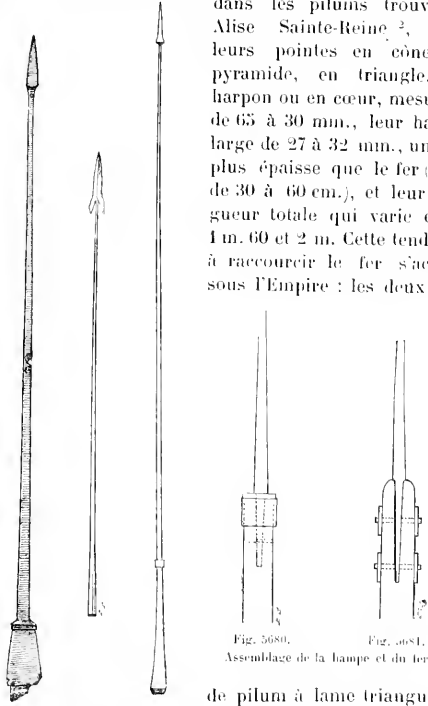 dans les pilums trouv
Alise Sainte-Reine ²,
leurs pointes en cône
pyramide, en triangle,
harpon ou en cœur, mesu
de 65 à 30 mm., leur ha
large de 27 à 32 mm., un
plus épaisse que le fer
de 30 à 60 cm.), et leur
gueur totale qui varie e
1 m. 60 et 2 m. Cette tend
à raccourcir le fer s'ac
sous l'Empire : les deux
Fig. 5680. Fig. 5681.
Assemblage de la hampe et du fer
de pilum à lame triangu